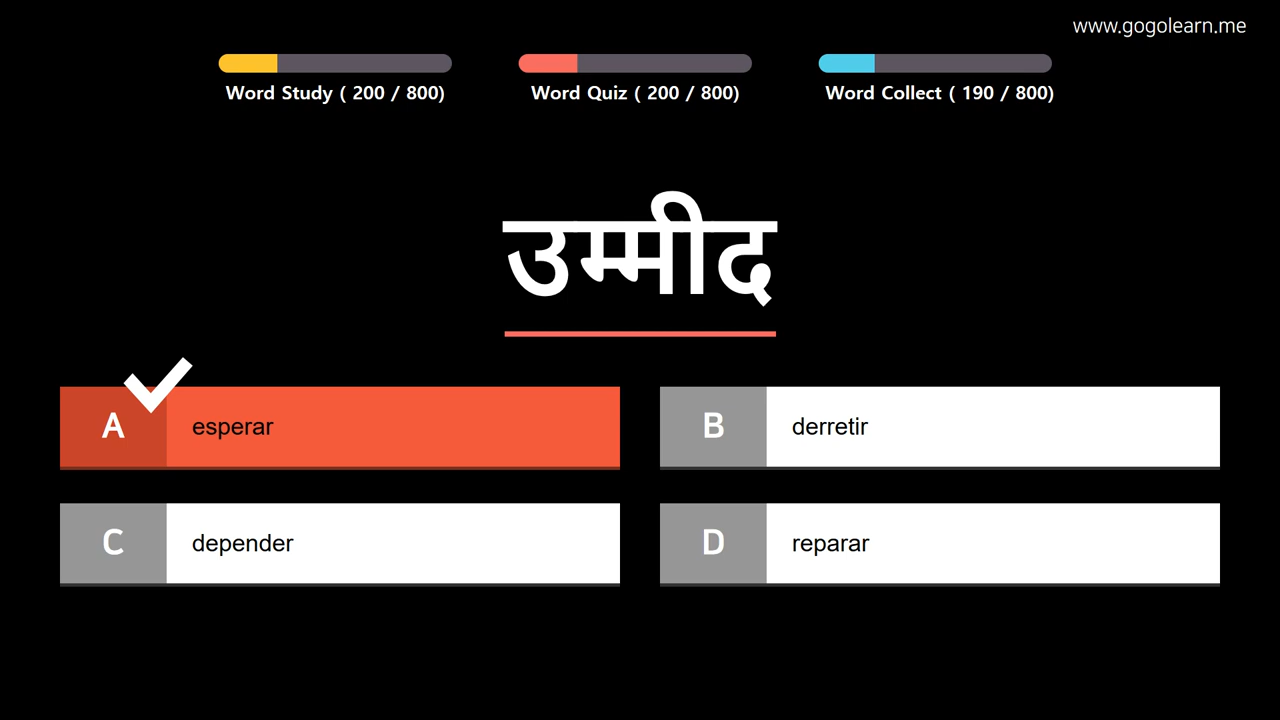 www.gogolearn.me
Word Study ( 200 / 800)
Word Quiz ( 200 / 800)
Word Collect ( 190 / 800)
उम्मीद
A esperar
B derretir
C depender
D reparar